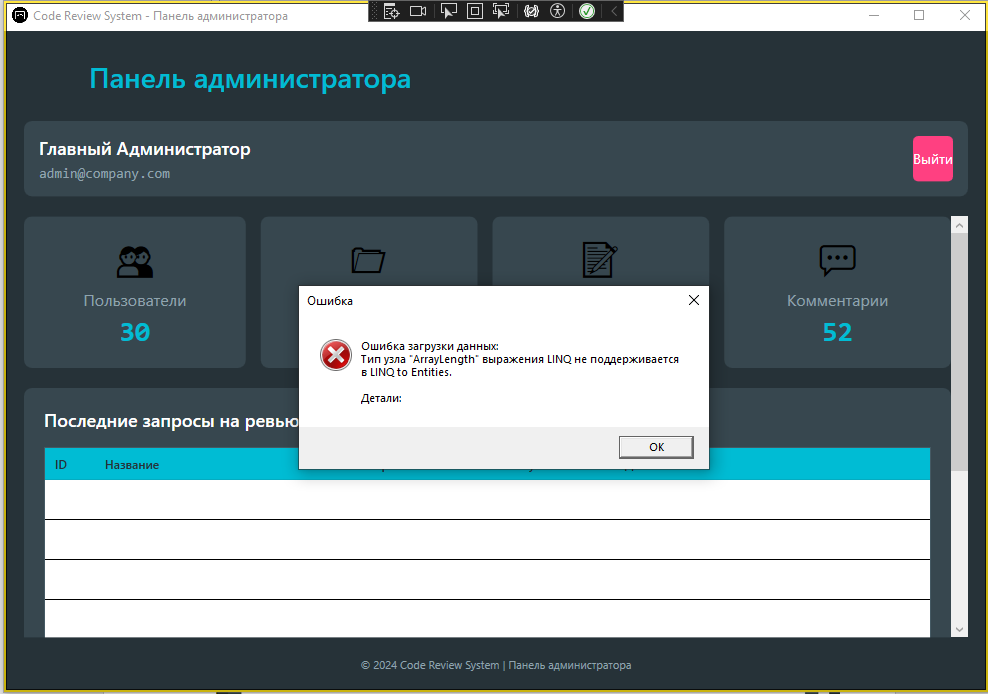 Code Review System - Панель администратора
Панель администратора
Главный Администратор
admin@company.com
Выйти
Пользователи
30
Комментарии
52
Ошибка
Ошибка загрузки данных:
Тип узла "ArrayLength" выражения LINQ не поддерживается
в LINQ to Entities.
Детали:
OK
Последние запросы на ревью
ID Название
© 2024 Code Review System | Панель администратора